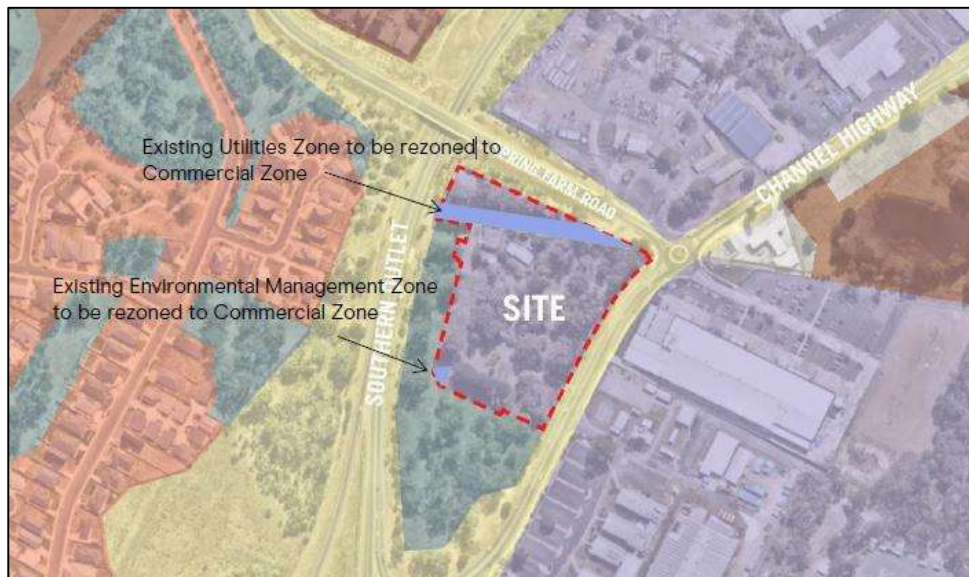 Existing Utilities Zone to be rezoned to
Commercial Zone
SPRING FARM ROAD
CHANNEL HIGHWAY
Existing Environmental Management Zone
to be rezoned to Commercial Zone
SITE
SOUTHERN OUTLET